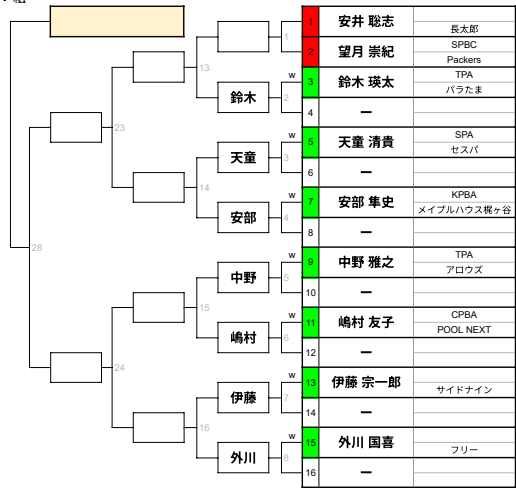 組
1 安井 聡志
長太郎
2 望月 崇紀 SPBC
Packers
1
W 3 鈴木 瑛太 TPA
パラたま
鈴木 2
4 ー
13
W 5 天童 清貴 SPA
セスパ
天童 3
6 ー
23
14
W 7 安部 隼史 KPBA
メイプルハウス梶ヶ谷
安部 4
8 ー
28
W 9 中野 雅之 TPA
アロウズ
中野 5
10 ー
15
W 11 嶋村 友子 CPBA
POOL NEXT
嶋村 6
12 ー
24
W 13 伊藤 宗一郎
サイドナイン
伊藤 7
14 ー
16
W 15 外川 国喜
フリー
外川 8
16 ー